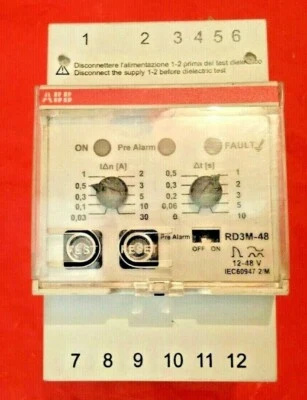 1 2 3 4 5 6
Disconnettere l'alimentazione 1-2 prima del test dielettrico
Disconnect the supply 1-2 before dielectric test
ABB
ON Pre Alarm FAULT
IΔn [A] Δt [s]
1 2 0,5 1
0,5 3 0,2 3
0,3 5 0,1 5
0,1 10 0,06 10
0,03 30 0
TEST RESET
Pre Alarm OFF ON
RD3M-48
12-48 V
IEC60947-2/M
7 8 9 10 11 12